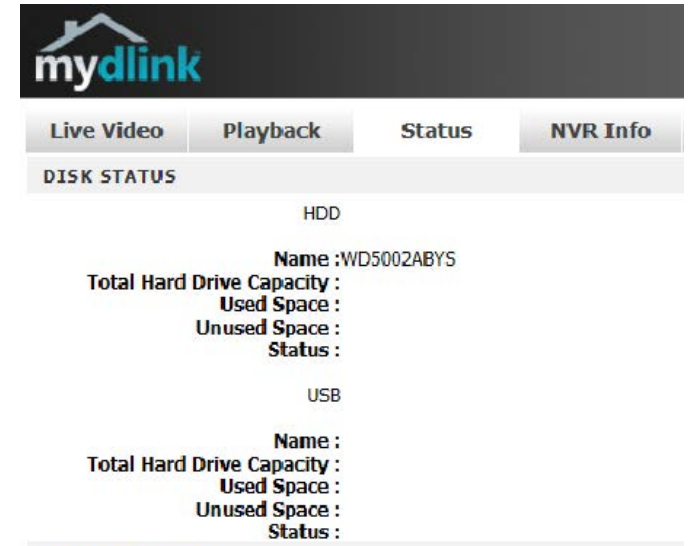 mydlink
Live Video Playback Status NVR Info
DISK STATUS
HDD
Name :WD5002ABYS
Total Hard Drive Capacity :
Used Space :
Unused Space :
Status :
USB
Name :
Total Hard Drive Capacity :
Used Space :
Unused Space :
Status :